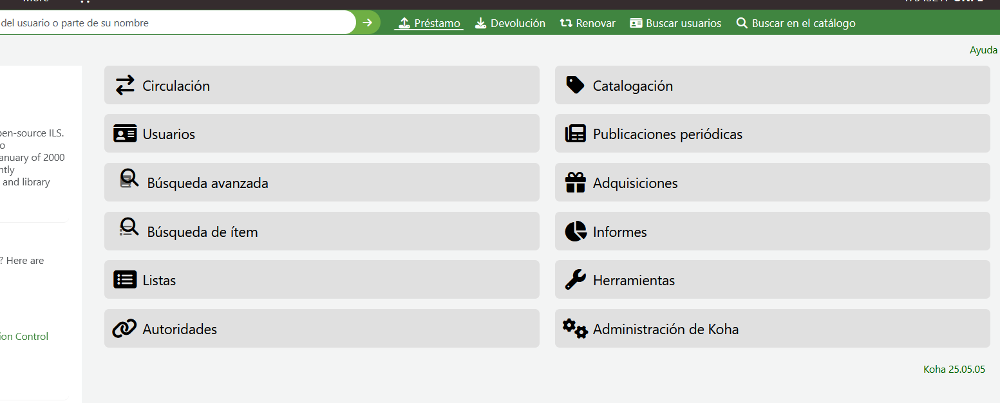 More
del usuario o parte de su nombre
Préstamo
Devolución
Renovar
Buscar usuarios
Buscar en el catálogo
Ayuda
Circulación
Catalogación
Usuarios
Publicaciones periódicas
Búsqueda avanzada
Adquisiciones
Búsqueda de ítem
Informes
Listas
Herramientas
Autoridades
Administración de Koha
Koha 25.05.05
pen-source ILS.
o
anuary of 2000
ntly
and library
? Here are
ion Control